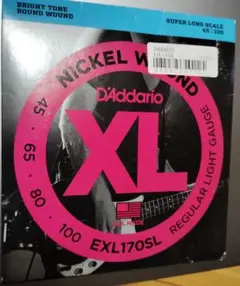 BRIGHT TONE
ROUND WOUND
SUPER LONG SCALE
45-100
NICKEL WOUND
D'Addario
XL
45
65
80
100
EXL170SL
REGULAR LIGHT GAUGE